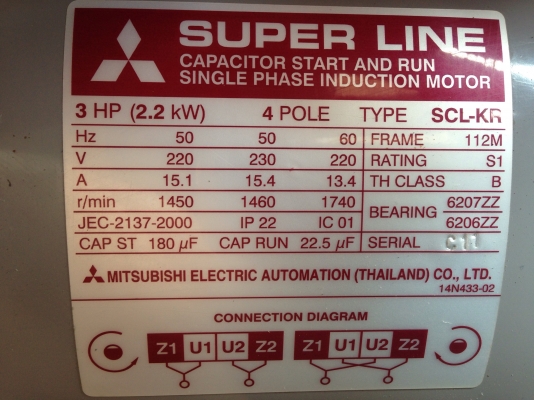 SUPER LINE
CAPACITOR START AND RUN
SINGLE PHASE INDUCTION MOTOR
3 HP (2.2 kW) 4 POLE TYPE SCL-KR
Hz 50 50 60 FRAME 112M
V 220 230 220 RATING S1
A 15.1 15.4 13.4 TH CLASS B
r/min 1450 1460 1740 BEARING 6207ZZ
JEC-2137-2000 IP 22 IC 01 6206ZZ
CAP ST 180 µF CAP RUN 22.5 µF SERIAL
MITSUBISHI ELECTRIC AUTOMATION (THAILAND) CO., LTD.
14N433-02
CONNECTION DIAGRAM
Z1 U1 U2 Z2 Z1 U1 U2 Z2